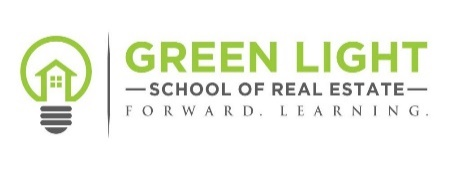 GREEN LIGHT
—SCHOOL OF REAL ESTATE—
FORWARD. LEARNING.